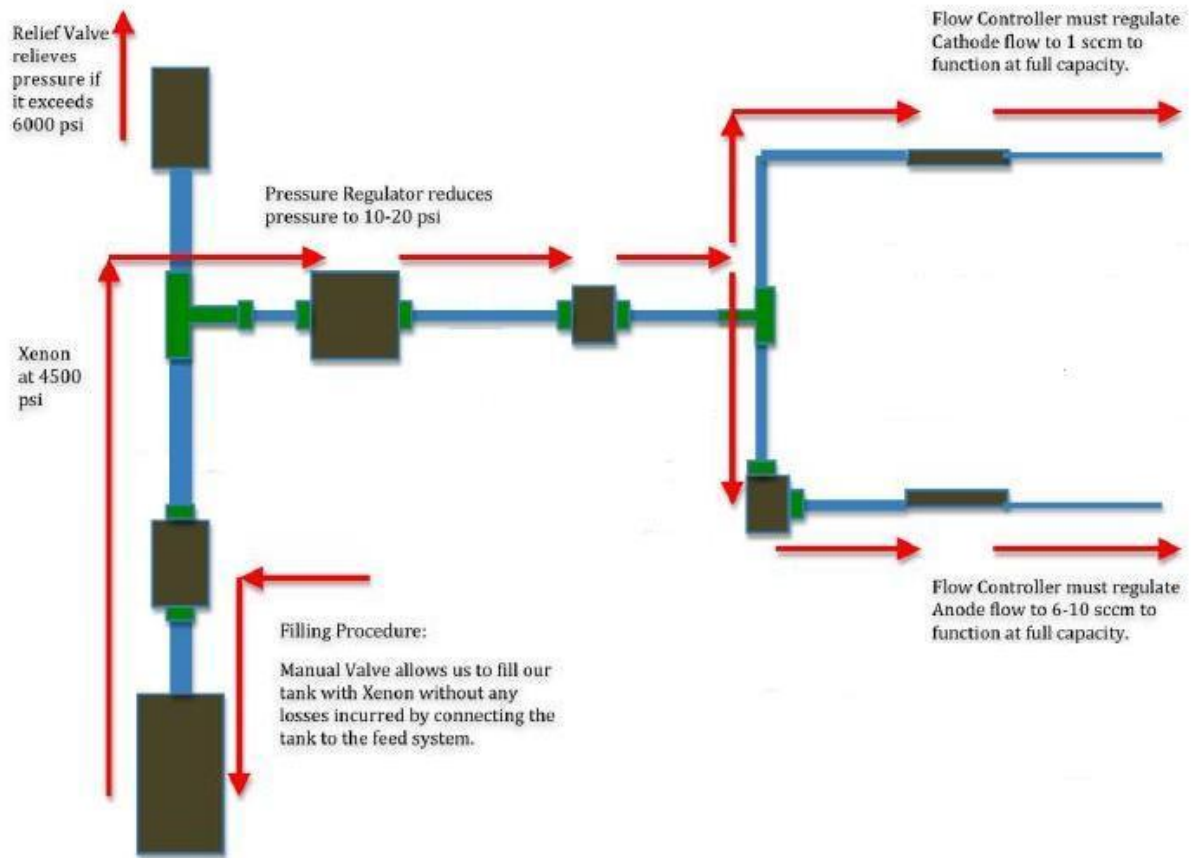 Relief Valve
relieves
pressure if
it exceeds
6000 psi
Flow Controller must regulate
Cathode flow to 1 sccm to
function at full capacity.
Pressure Regulator reduces
pressure to 10-20 psi
Xenon
at 4500
psi
Filling Procedure:
Manual Valve allows us to fill our
tank with Xenon without any
losses incurred by connecting the
tank to the feed system.
Flow Controller must regulate
Anode flow to 6-10 sccm to
function at full capacity.